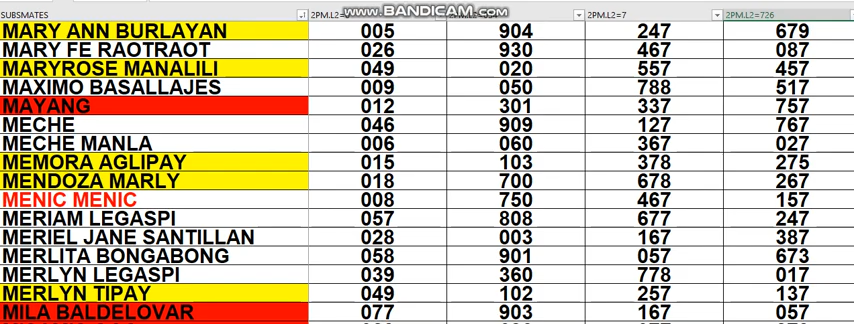 www.BANDICAM.com
SUBSMATES 2PM.L2= 2PM.L2=7 2PM.L2=726
MARY ANN BURLAYAN 005 904 247 679
MARY FE RAOTRAOT 026 930 467 087
MARYROSE MANALILI 049 020 557 457
MAXIMO BASALLAJES 009 050 788 517
MAYANG 012 301 337 757
MECHE 046 909 127 767
MECHE MANLA 006 060 367 027
MEMORA AGLIPAY 015 103 378 275
MENDOZA MARLY 018 700 678 267
MENIC MENIC 008 750 467 157
MERIAM LEGASPI 057 808 677 247
MERIEL JANE SANTILLAN 028 003 167 387
MERLITA BONGABONG 058 901 057 673
MERLYN LEGASPI 039 360 778 017
MERLYN TIPAY 049 102 257 137
MILA BALDELOVAR 077 903 167 057